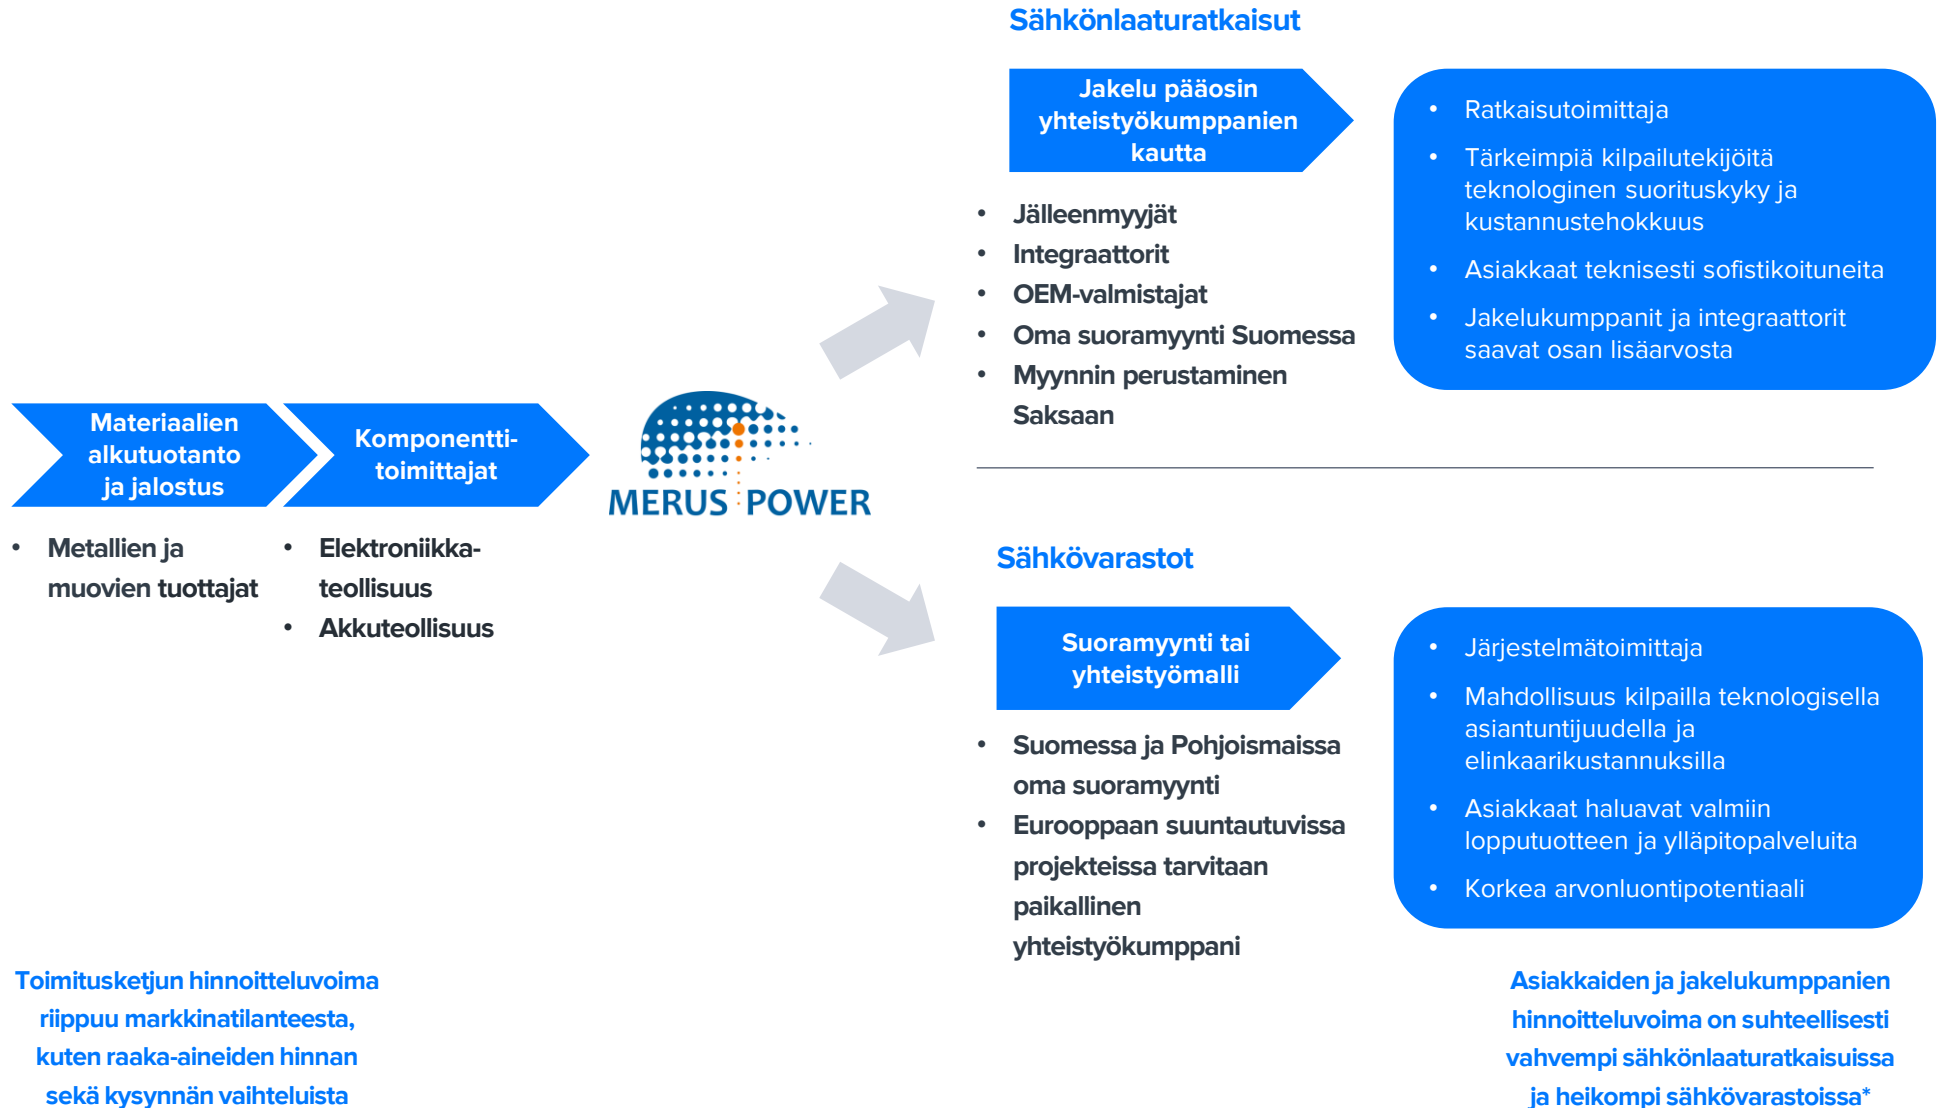 Sähkönlaaturatkaisut
Jakelu pääosin
yhteistyökumppanien
kautta
• Jälleenmyyjät
• Integraattorit
• OEM-valmistajat
• Oma suoramyynti Suomessa
• Myynnin perustaminen
Saksaan
• Ratkaisutoimittaja
• Tärkeimpiä kilpailutekijöitä
teknologinen suorituskyky ja
kustannustehokkuus
• Asiakkaat teknisesti sofistikoituneita
• Jakelukumppanit ja integraattorit
saavat osan lisäarvosta
Materiaalien
alkutuotanto
ja jalostus
• Metallien ja
muovien tuottajat
Komponentti-
toimittajat
• Elektroniikka-
teollisuus
• Akkuteollisuus
MERUS POWER
Sähkövarastot
Suoramyynti tai
yhteistyömalli
• Suomessa ja Pohjoismaissa
oma suoramyynti
• Eurooppaan suuntautuvissa
projekteissa tarvitaan
paikallinen
yhteistyökumppani
• Järjestelmätoimittaja
• Mahdollisuus kilpailla teknologisella
asiantuntijuudella ja
elinkaarikustannuksilla
• Asiakkaat haluavat valmiin
lopputuotteen ja ylläpitopalveluita
• Korkea arvonluontipotentiaali
Toimitusketjun hinnoitteluvoima
riippuu markkinatilanteesta,
kuten raaka-aineiden hinnan
sekä kysynnän vaihteluista
Asiakkaiden ja jakelukumppanien
hinnoitteluvoima on suhteellisesti
vahvempi sähkönlaaturatkaisuissa
ja heikompi sähkövarastoissa*